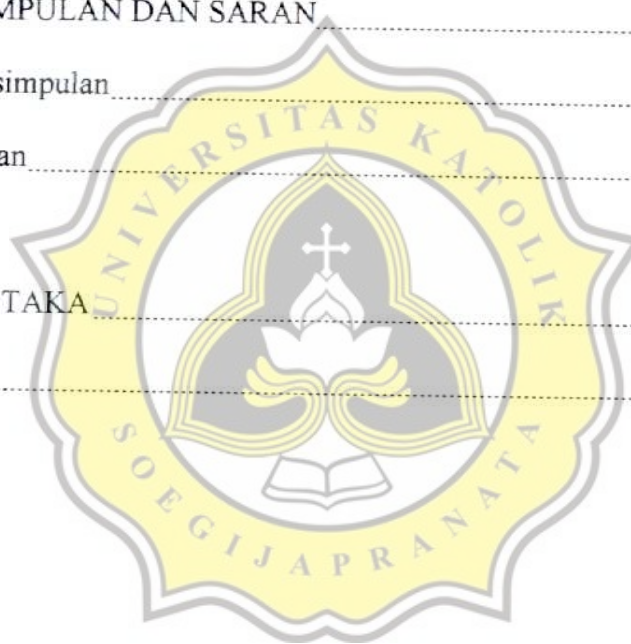 MPULAN DAN SARAN
simpulan
an
TAKA
UNIVERSITAS KATOLIK
SOEGIJAPRANATA